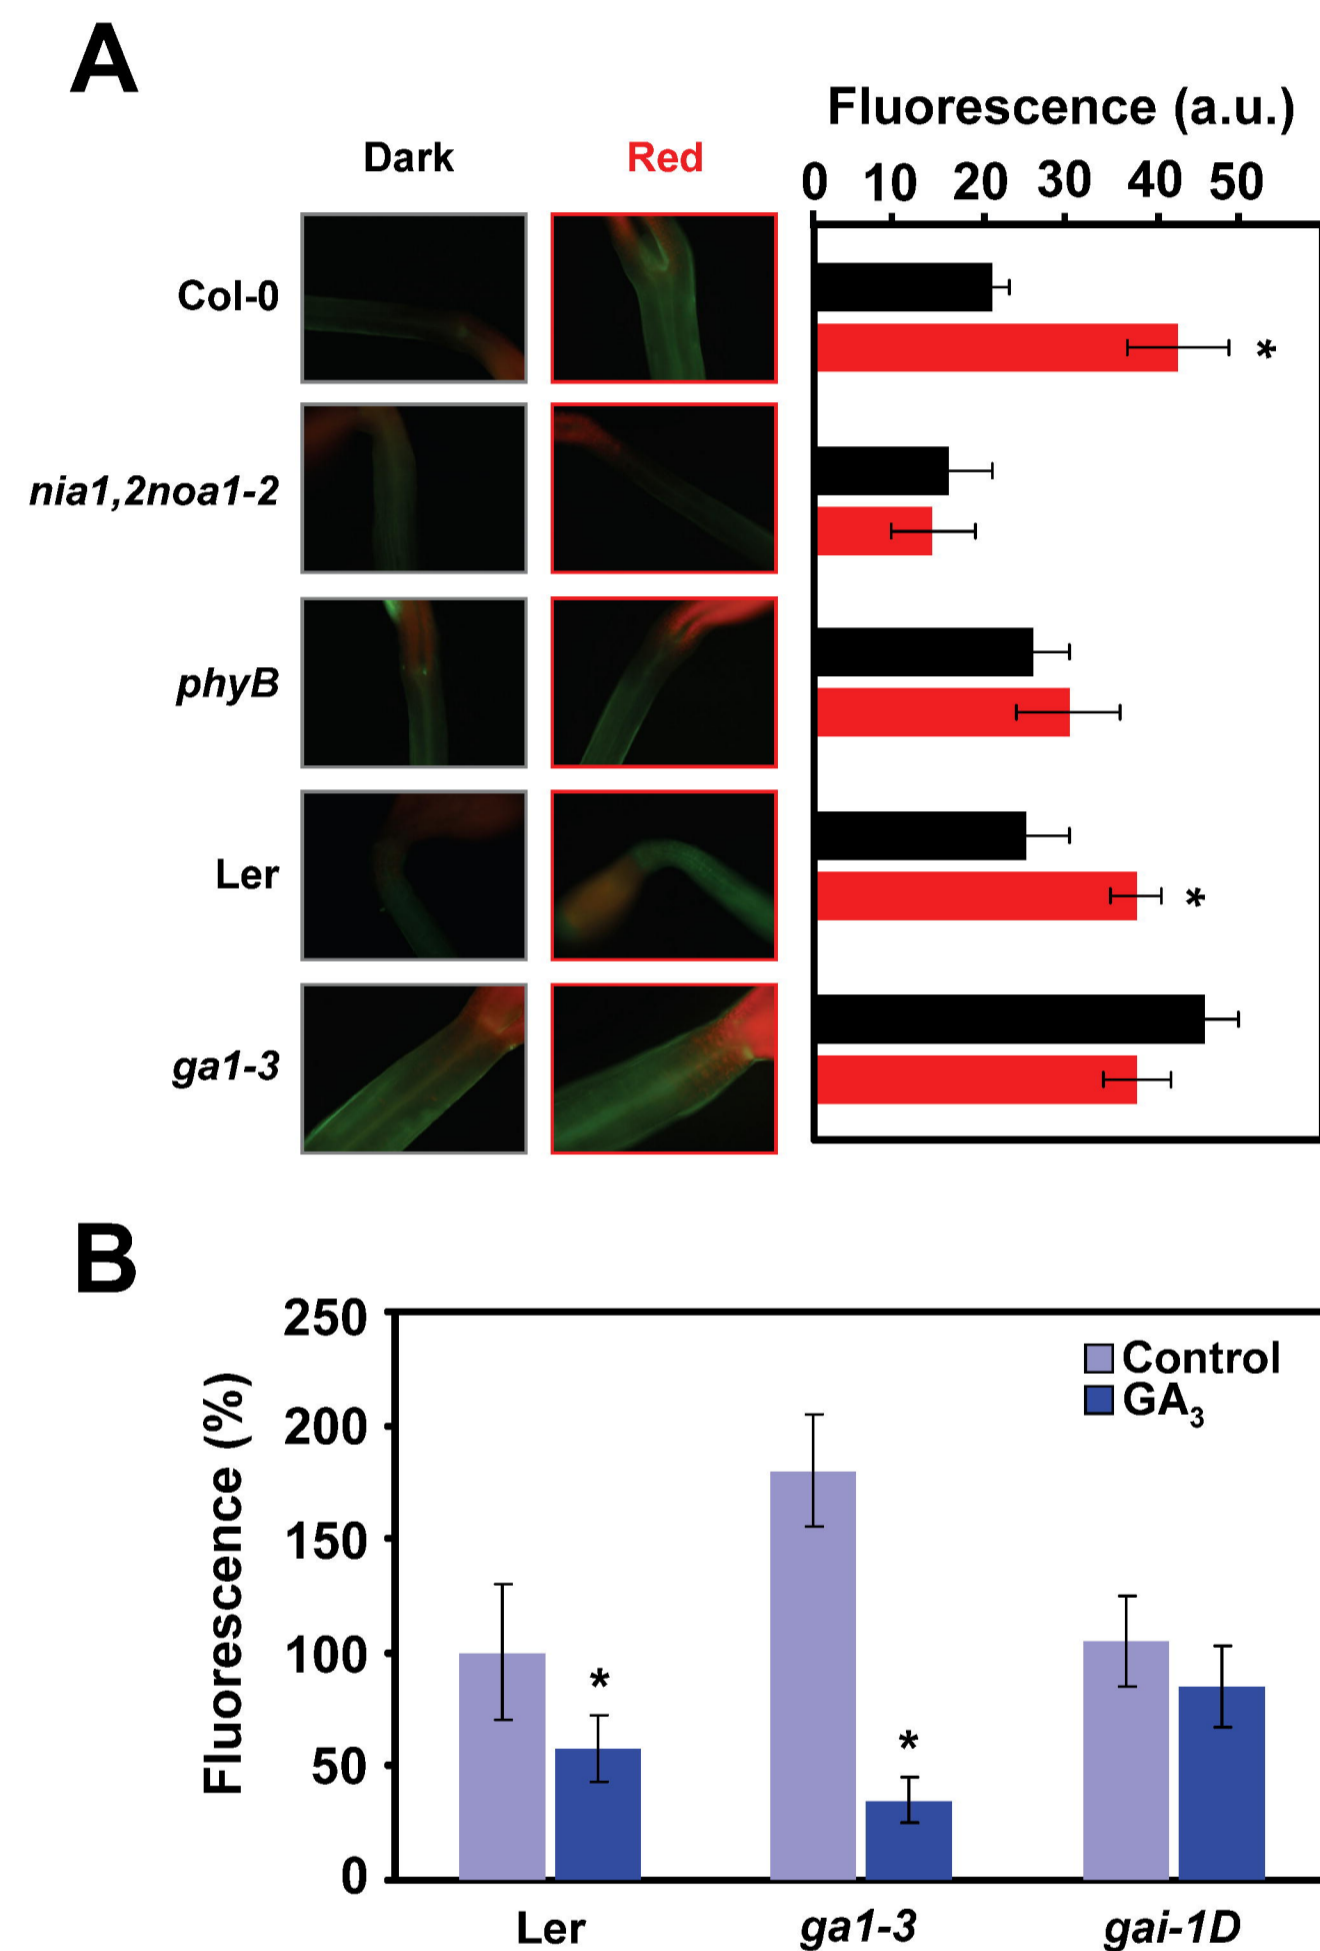 A
Fluorescence (a.u.)
Dark Red 0 10 20 30 40 50
Col-0
*
nia1,2noa1-2
phyB
Ler
*
ga1-3
B
250
200
150
100
50
0
Fluorescence (%)
Control
GA₃
*
*
Ler ga1-3 gai-1D